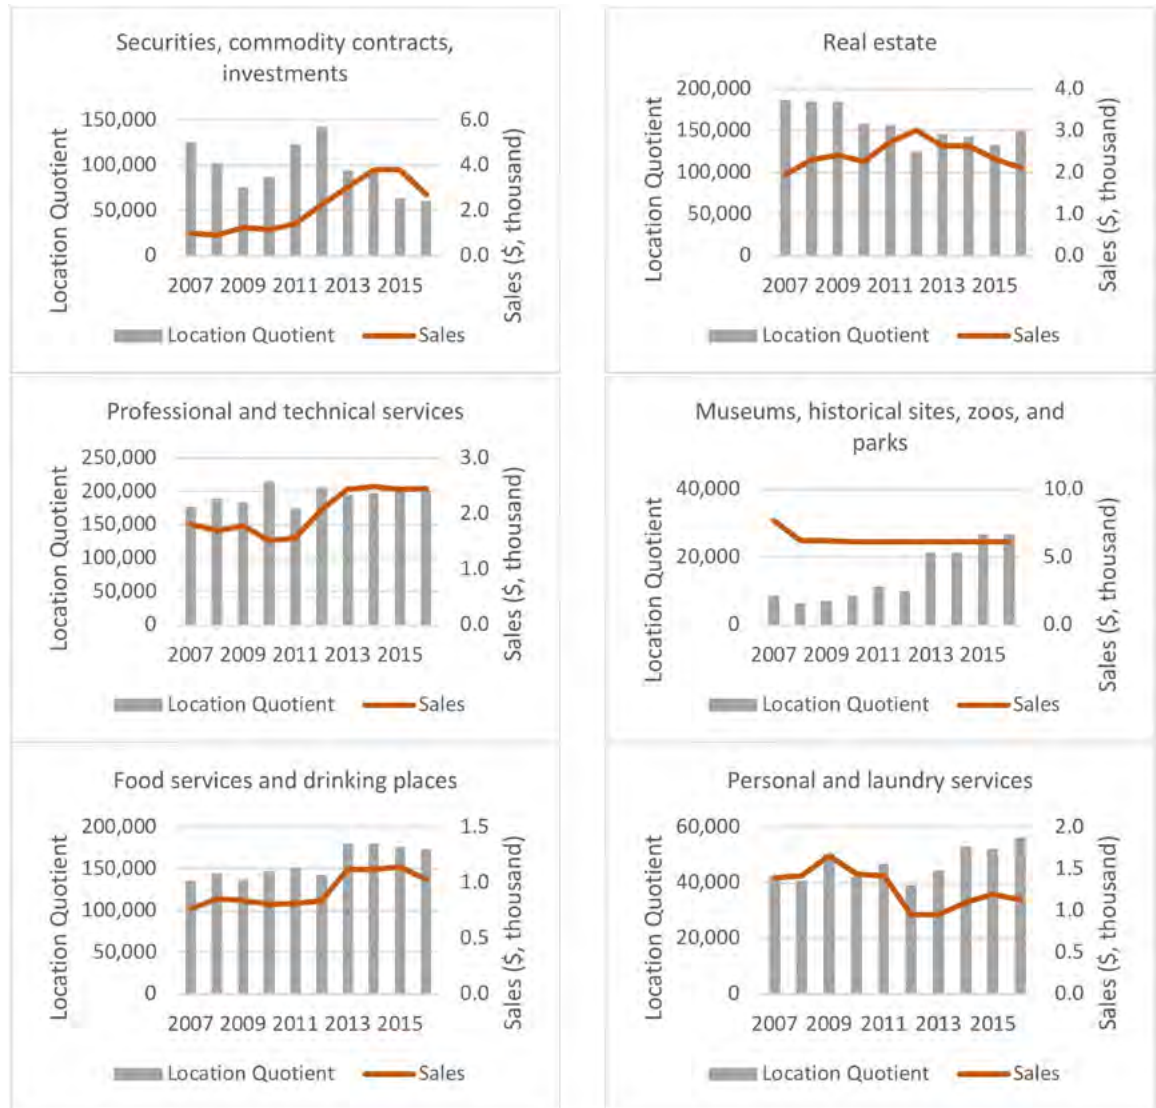 Securities, commodity contracts,
investments
Location Quotient
150,000
100,000
50,000
0
6.0
4.0
2.0
0.0
Sales ($, thousand)
2007 2009 2011 2013 2015
Location Quotient Sales
Real estate
Location Quotient
200,000
150,000
100,000
50,000
0
4.0
3.0
2.0
1.0
0.0
Sales ($, thousand)
2007 2009 2011 2013 2015
Location Quotient Sales
Professional and technical services
Location Quotient
250,000
200,000
150,000
100,000
50,000
0
3.0
2.0
1.0
0.0
Sales ($, thousand)
2007 2009 2011 2013 2015
Location Quotient Sales
Museums, historical sites, zoos, and
parks
Location Quotient
40,000
20,000
0
10.0
5.0
0.0
Sales ($, thousand)
2007 2009 2011 2013 2015
Location Quotient Sales
Food services and drinking places
Location Quotient
200,000
150,000
100,000
50,000
0
1.5
1.0
0.5
0.0
Sales ($, thousand)
2007 2009 2011 2013 2015
Location Quotient Sales
Personal and laundry services
Location Quotient
60,000
40,000
20,000
0
2.0
1.5
1.0
0.5
0.0
Sales ($, thousand)
2007 2009 2011 2013 2015
Location Quotient Sales